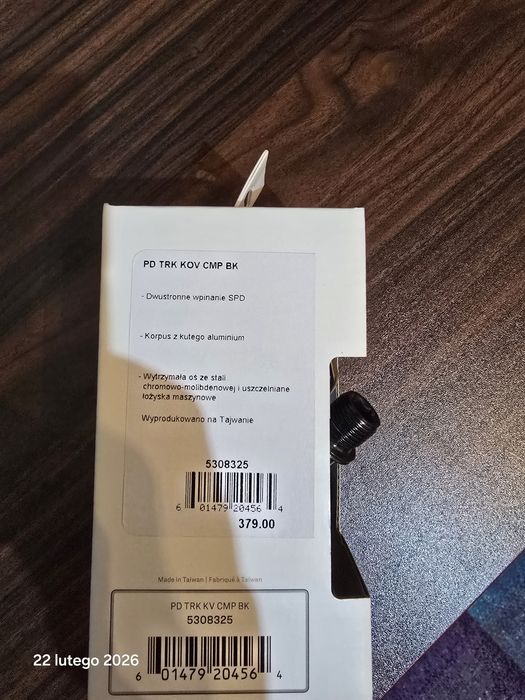 PD TRK KOV CMP BK
- Dwustronne wpinanie SPD
- Korpus z kutego aluminium
- Wytrzymała oś ze stali
chromowo-molibdenowej i uszczelniane
łożyska maszynowe
Wyprodukowano na Tajwanie
5308325
6 01479 20456 4
379.00
Made in Taiwan | Fabriqué à Taiwan
PD TRK KV CMP BK
5308325
6 01479 20456 4
22 lutego 2026